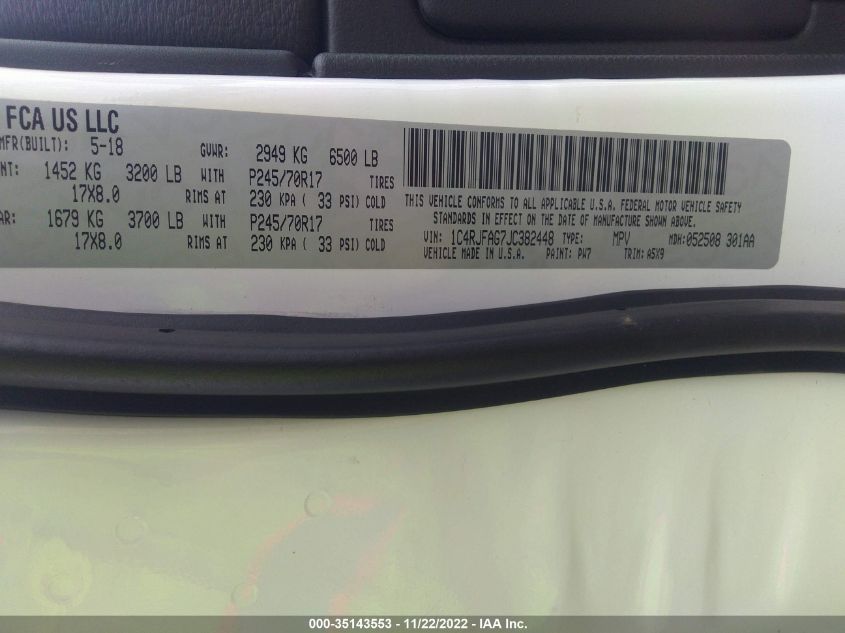 FCA US LLC
MFR(BUILT): 5-18 GVWR: 2949 KG 6500 LB
NT: 1452 KG 3200 LB WITH P245/70R17 TIRES
17X8.0 RIMS AT 230 KPA ( 33 PSI) COLD
AR: 1679 KG 3700 LB WITH P245/70R17 TIRES
17X8.0 RIMS AT 230 KPA ( 33 PSI) COLD
THIS VEHICLE CONFORMS TO ALL APPLICABLE U.S.A. FEDERAL MOTOR VEHICLE SAFETY
STANDARDS IN EFFECT ON THE DATE OF MANUFACTURE SHOWN ABOVE.
VIN: 1C4RJFAG7JC382448 TYPE: MPV MDH:052508 301AA
VEHICLE MADE IN U.S.A. PAINT: PW7 TRIM: A5X9
000-35143553 - 11/22/2022 - IAA Inc.